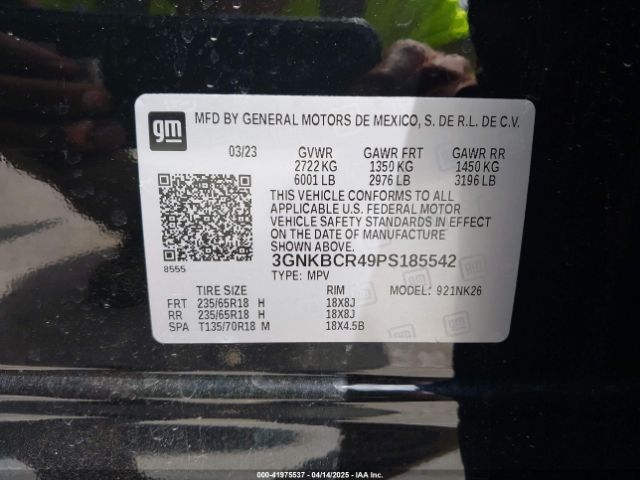 gm MFD BY GENERAL MOTORS DE MEXICO, S. DE R.L. DE C.V.
03/23 GVWR GAWR FRT GAWR RR
2722 KG 1350 KG 1450 KG
6001 LB 2976 LB 3196 LB
THIS VEHICLE CONFORMS TO ALL
APPLICABLE U.S. FEDERAL MOTOR
VEHICLE SAFETY STANDARDS IN EFFECT
ON THE DATE OF MANUFACTURE
SHOWN ABOVE.
3GNKBCR49PS185542
8555
TYPE: MPV
TIRE SIZE RIM MODEL: 921NK26
FRT 235/65R18 H 18X8J
RR 235/65R18 H 18X8J
SPA T135/70R18 M 18X4.5B
000-41975537 - 04/14/2025 - IAA Inc.